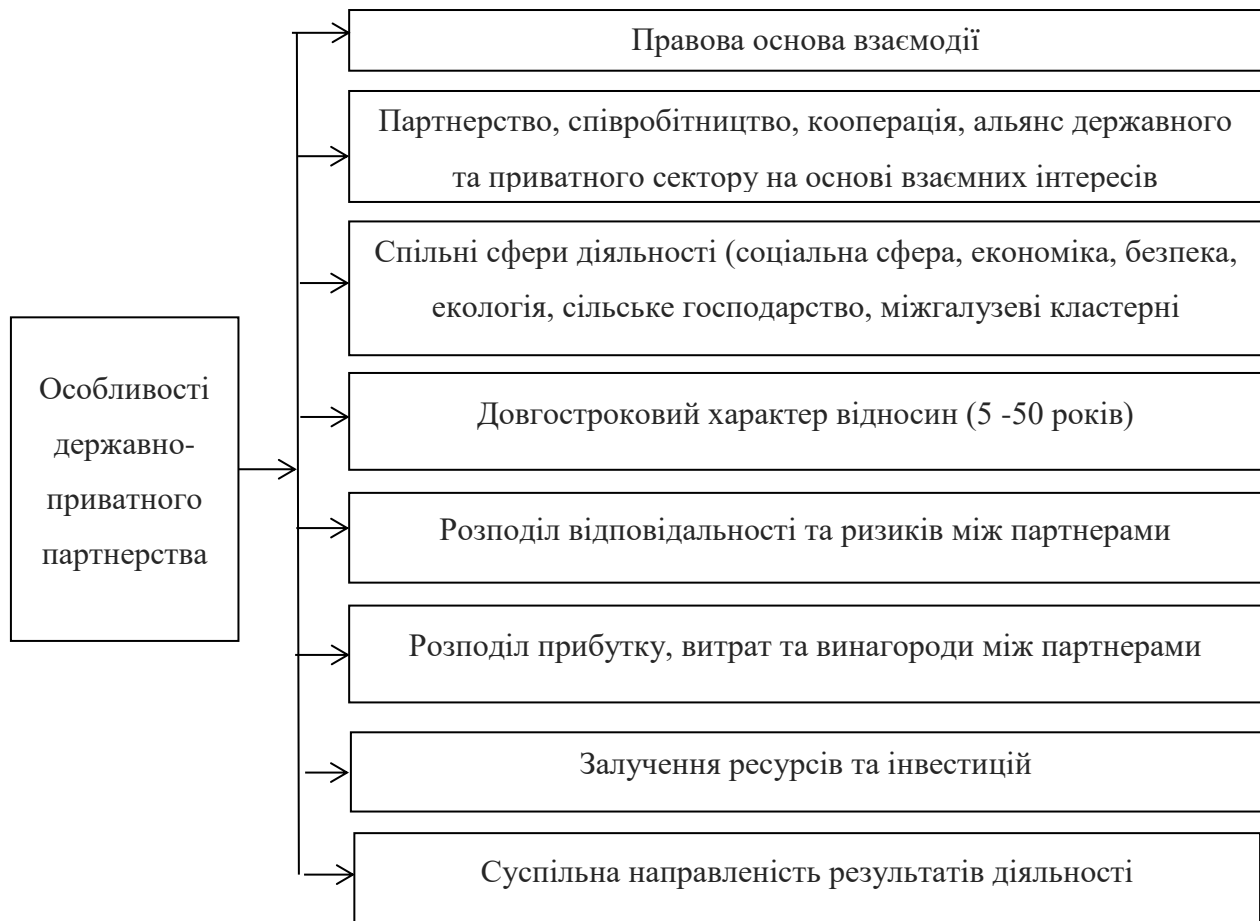 Правова основа взаємодії
Партнерство, співробітництво, кооперація, альянс державного
та приватного сектору на основі взаємних інтересів
Спільні сфери діяльності (соціальна сфера, економіка, безпека,
екологія, сільське господарство, міжгалузеві кластерні
Особливості
державно-
приватного
партнерства
Довгостроковий характер відносин (5 -50 років)
Розподіл відповідальності та ризиків між партнерами
Розподіл прибутку, витрат та винагороди між партнерами
Залучення ресурсів та інвестицій
Суспільна направленість результатів діяльності